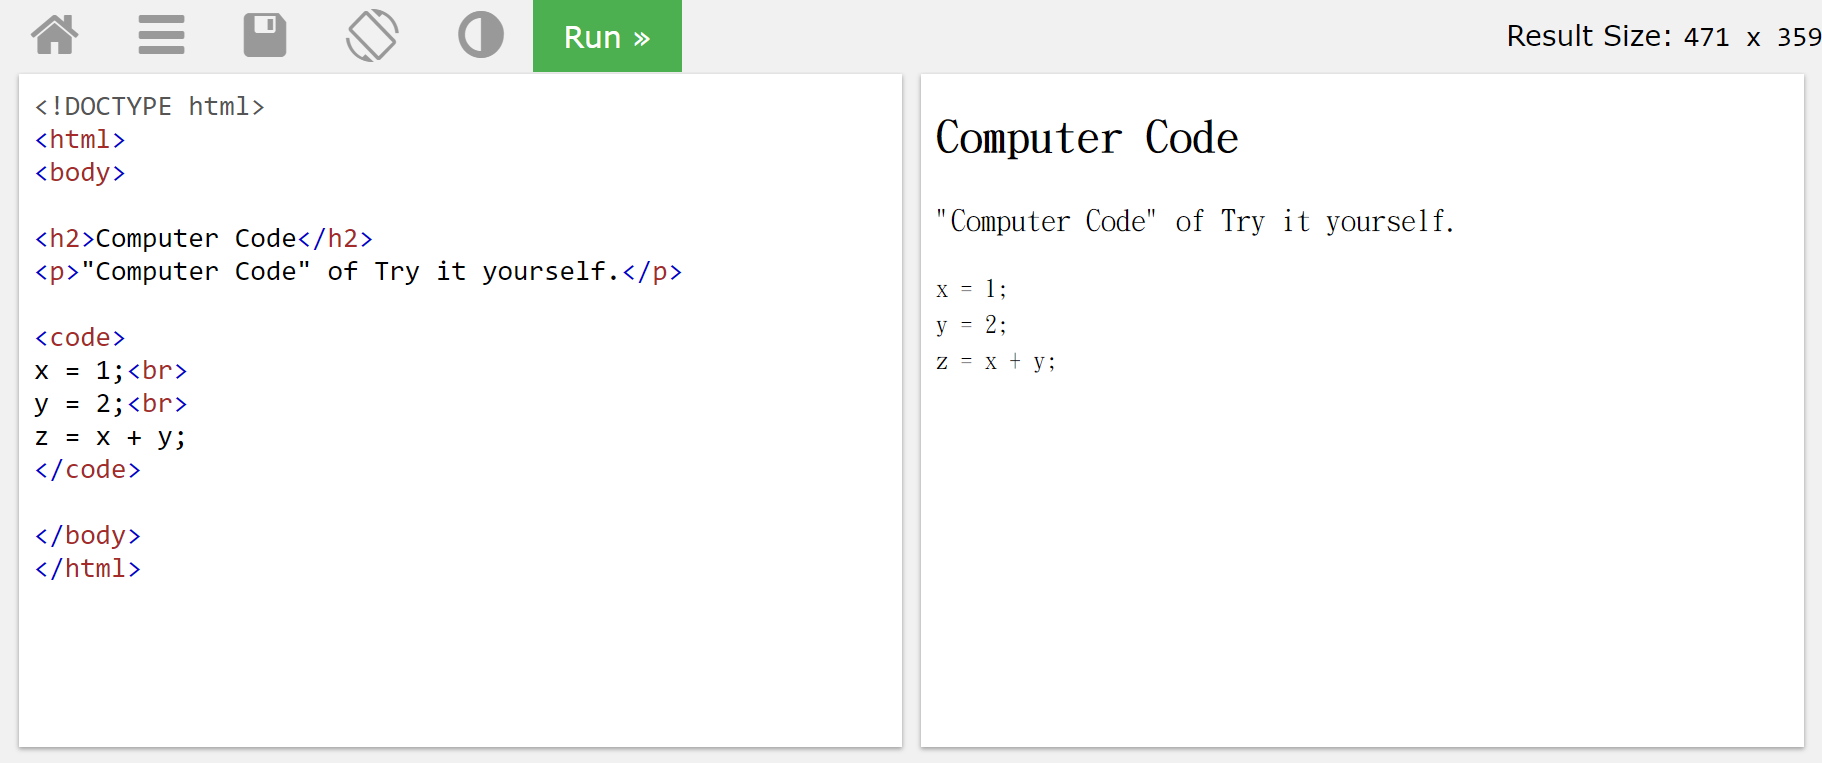 Run »
Result Size: 471 x 359
<!DOCTYPE html>
<html>
<body>
<h2>Computer Code</h2>
<p>"Computer Code" of Try it yourself.</p>
<code>
x = 1;<br>
y = 2;<br>
z = x + y;
</code>
</body>
</html>
Computer Code
"Computer Code" of Try it yourself.
x = 1;
y = 2;
z = x + y;